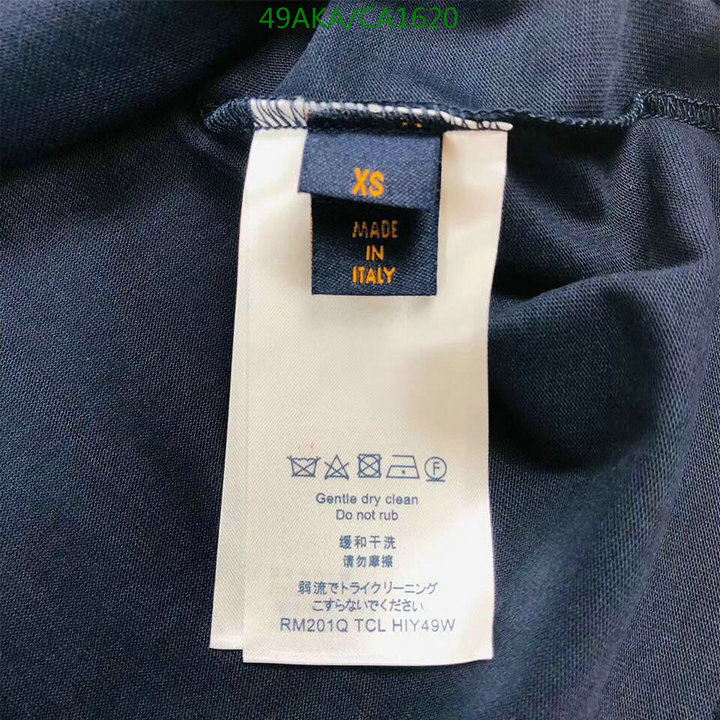 49AKA/CA1620
XS
MADE
IN
ITALY
Gentle dry clean
Do not rub
缓和干洗
请勿摩擦
弱流でトライクリーニング
こすらないでください
RM201Q TCL HIY49W